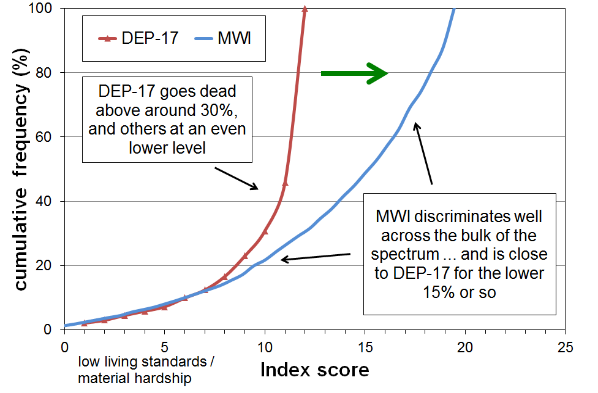 100
80
60
40
20
0
cumulative frequency (%)
DEP-17 MWI
DEP-17 goes dead
above around 30%,
and others at an even
lower level
MWI discriminates well
across the bulk of the
spectrum ... and is close
to DEP-17 for the lower
15% or so
0 5 10 15 20 25
low living standards /
material hardship
Index score